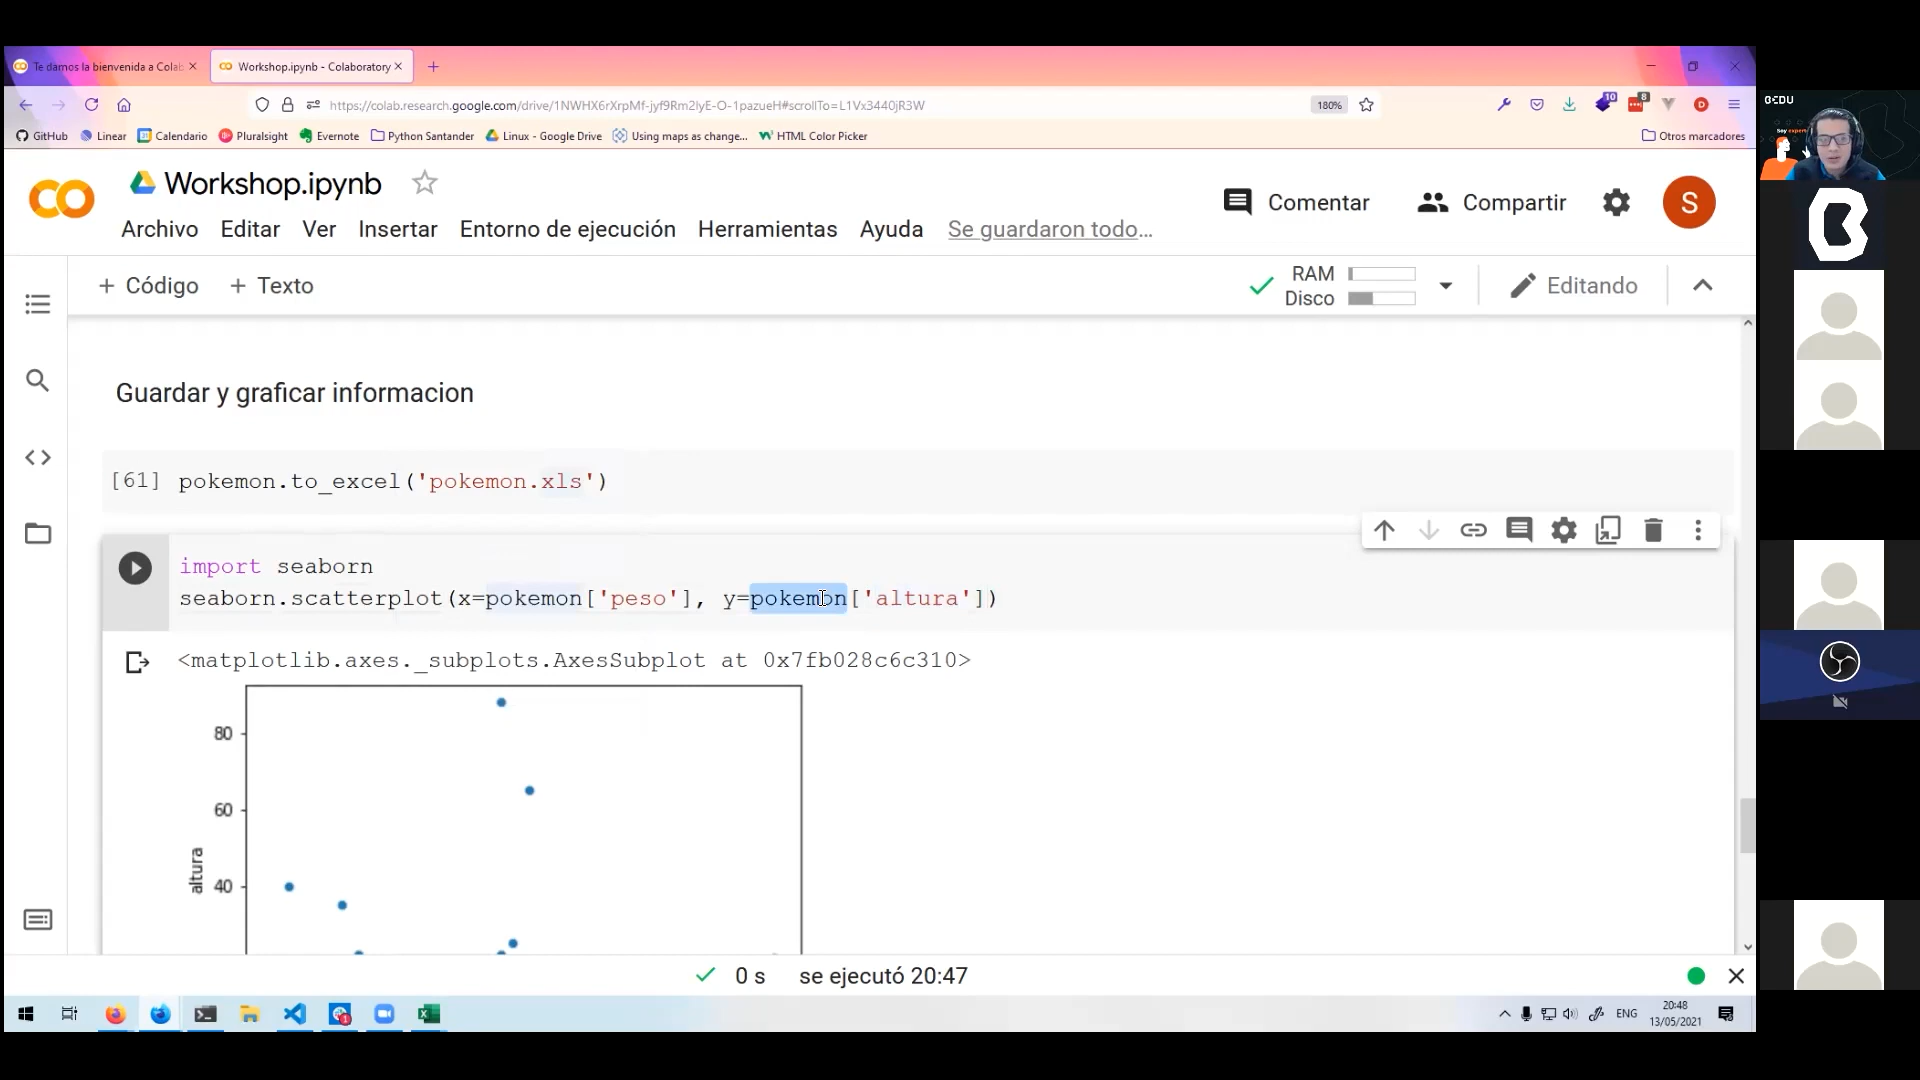 Te damos la bienvenida a Colab
Workshop.ipynb - Colaboratory
https://colab.research.google.com/drive/1NWHX6rXrpMf-jyf9Rm2lyE-O-1pazueH#scrollTo=L1Vx3440jR3W
180%
10
8
D
GitHub
Linear
Calendario
Pluralsight
Evernote
Python Santander
Linux - Google Drive
Using maps as change...
HTML Color Picker
Otros marcadores
BEDU
Soy experto
Workshop.ipynb
Comentar
Compartir
S
Archivo Editar Ver Insertar Entorno de ejecución Herramientas Ayuda Se guardaron todo...
+ Código + Texto
RAM
Disco
Editando
Guardar y graficar informacion
[61] pokemon.to_excel('pokemon.xls')
import seaborn
seaborn.scatterplot(x=pokemon['peso'], y=pokemon['altura'])
<matplotlib.axes._subplots.AxesSubplot at 0x7fb028c6c310>
80
60
40
altura
0 s se ejecutó 20:47
ENG
20:48
13/05/2021